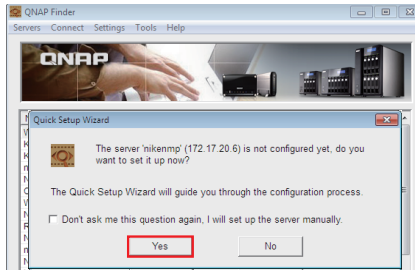 QNAP Finder
Servers Connect Settings Tools Help
QNAP
Quick Setup Wizard
The server 'nikenmp' (172.17.20.6) is not configured yet, do you
want to set it up now?
The Quick Setup Wizard will guide you through the configuration process.
Don't ask me this question again, I will set up the server manually.
Yes No